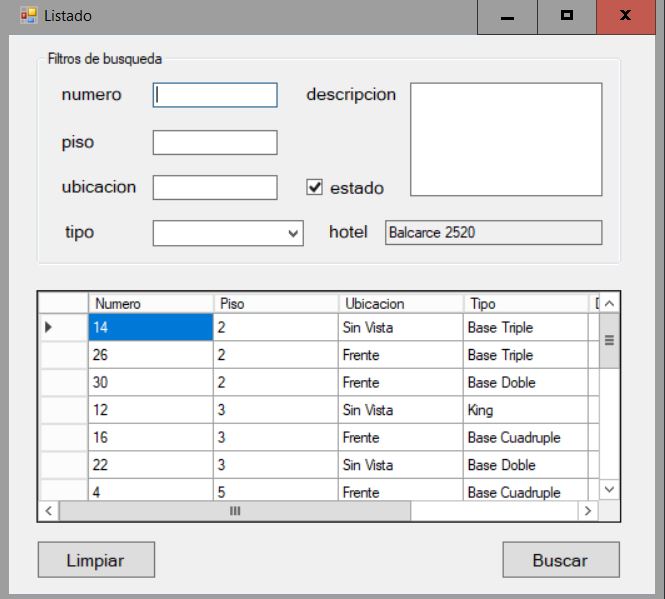 Listado
Filtros de busqueda
numero
descripcion
piso
ubicacion
estado
tipo
hotel Balcarce 2520
Numero Piso Ubicacion Tipo
14 2 Sin Vista Base Triple
26 2 Frente Base Triple
30 2 Frente Base Doble
12 3 Sin Vista King
16 3 Frente Base Cuadruple
22 3 Sin Vista Base Doble
4 5 Frente Base Cuadruple
Limpiar Buscar